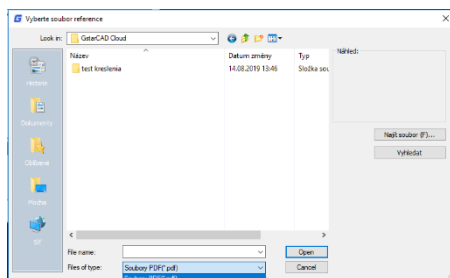 Vyberte soubor reference
Look in: GstarCAD Cloud
Název Datum změny Typ
test kreslenia 14.08.2019 13:46 Složka sou
Náhled:
Historie
Dokumenty
Oblíbené
Plocha
Najít soubor (F)...
Vyhledat
File name: Open
Files of type: Soubory PDF(*.pdf) Cancel